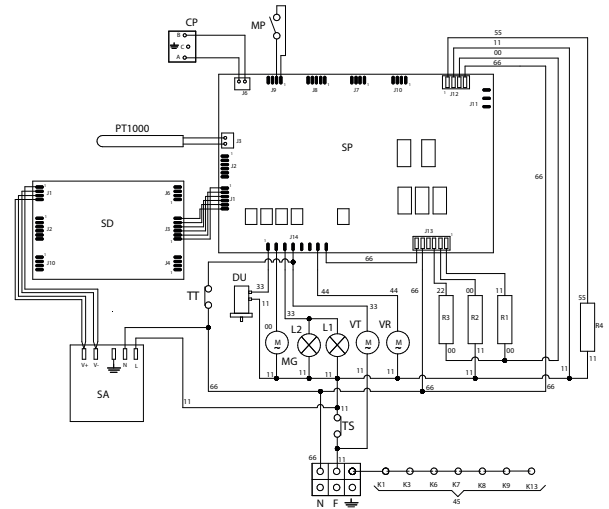 CP
MP
B
C
A
55
11
00
66
J6
J9
J8
J7
J10
J12
J11
PT1000
J3
SP
J2
66
J1
J6
J1
SD
J2
J3
J10
J4
J14
J13
66
TT
DU
33
11
44
44
33
66
22
00
11
55
00
L2
L1
VT
VR
R3
R2
R1
R4
M
~
M
~
M
~
MG
00
11
00
11
11
11
11
11
11
11
11
V+
V-
N
L
SA
66
66
11
11
TS
66
11
N
F
K1
K3
K6
K7
K8
K9
K13
45